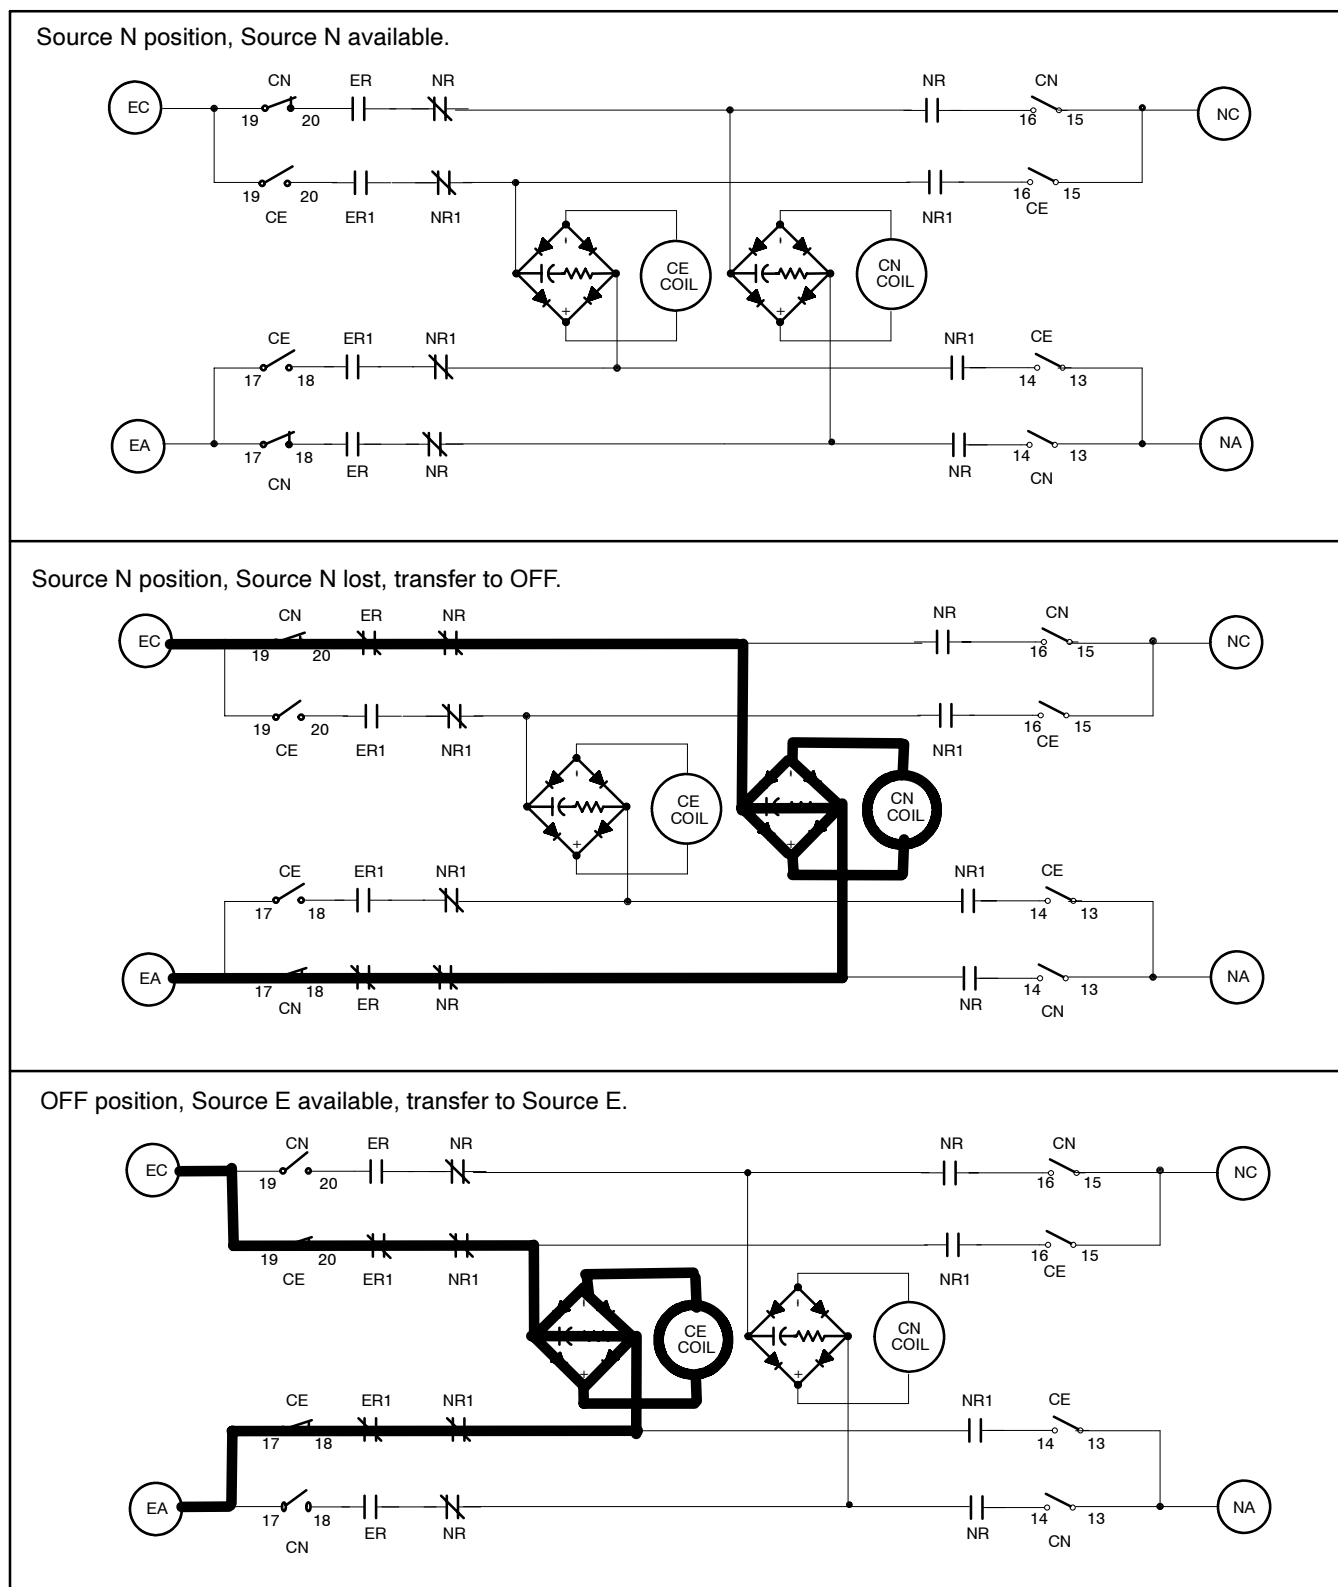 Source N position, Source N available.
CN ER NR NR CN
EC NC
19 20 16 15
19 20 16 15
CE ER1 NR1 NR1 CE
-
CE COIL
-
CN COIL
+
+
CE ER1 NR1 NR1 CE
17 18 14 13
EA NA
17 18 14 13
CN ER NR NR CN
Source N position, Source N lost, transfer to OFF.
CN ER NR NR CN
EC NC
19 20 16 15
19 20 16 15
CE ER1 NR1 NR1 CE
-
CE COIL
-
CN COIL
+
+
CE ER1 NR1 NR1 CE
17 18 14 13
EA NA
17 18 14 13
CN ER NR NR CN
OFF position, Source E available, transfer to Source E.
CN ER NR NR CN
EC NC
19 20 16 15
19 20 16 15
CE ER1 NR1 NR1 CE
-
CE COIL
-
CN COIL
+
+
CE ER1 NR1 NR1 CE
17 18 14 13
EA NA
17 18 14 13
CN ER NR NR CN